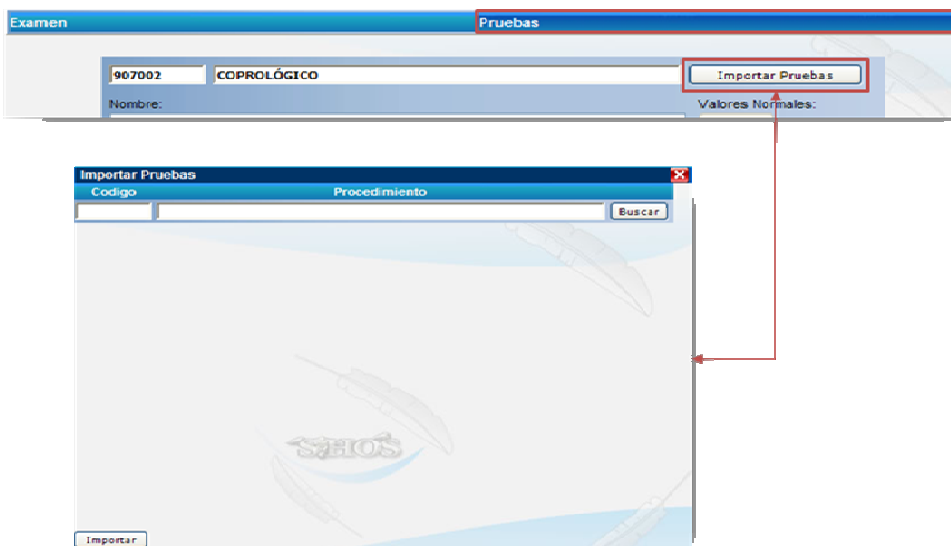 Examen Pruebas
907002 COPROLÓGICO Importar Pruebas
Nombre: Valores Normales:
Importar Pruebas X
Codigo Procedimiento
Buscar
SIHOS
Importar